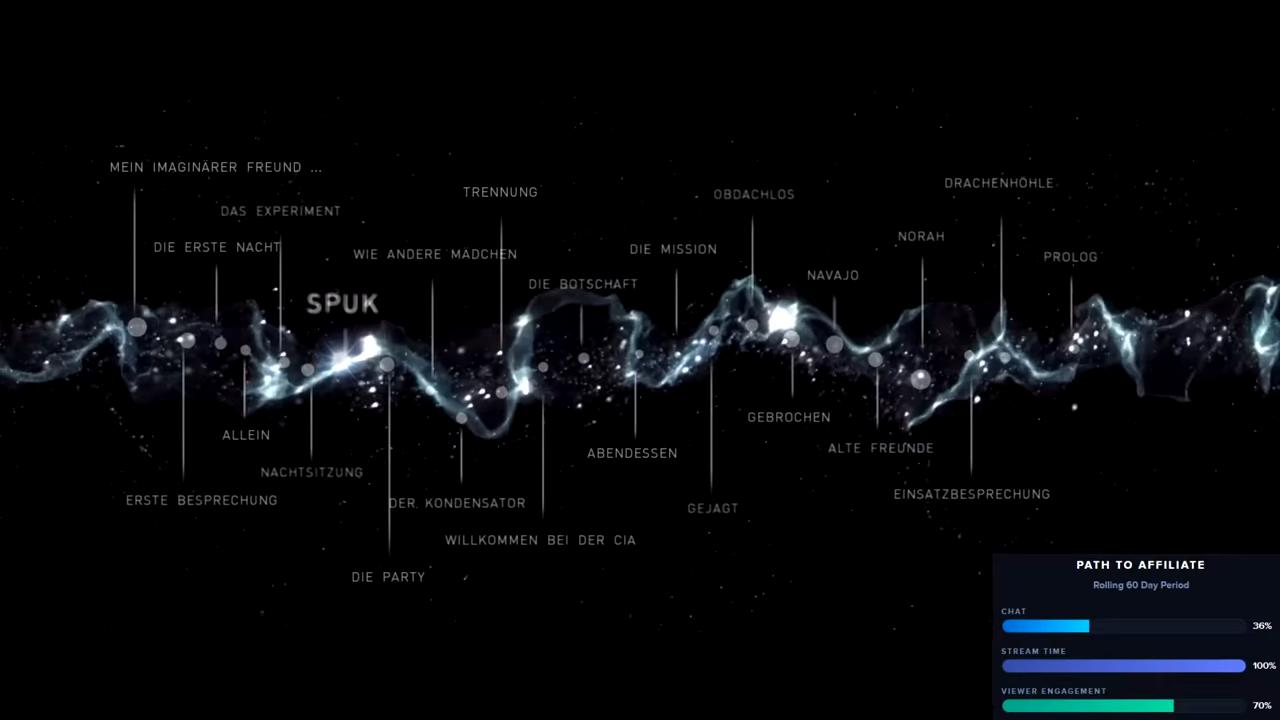 MEIN IMAGINÄRER FREUND ...
DAS EXPERIMENT
DIE ERSTE NACHT
SPUK
WIE ANDERE MÄDCHEN
TRENNUNG
DIE BOTSCHAFT
DIE MISSION
OBDACHLOS
NAVAJO
NORAH
DRACHENHÖHLE
PROLOG
ALLEIN
NACHTSITZUNG
ERSTE BESPRECHUNG
DER KONDENSATOR
WILLKOMMEN BEI DER CIA
DIE PARTY
ABENDESSEN
GEJAGT
GEBROCHEN
ALTE FREUNDE
EINSATZBESPRECHUNG
PATH TO AFFILIATE
Rolling 60 Day Period
CHAT
36%
STREAM TIME
100%
VIEWER ENGAGEMENT
70%